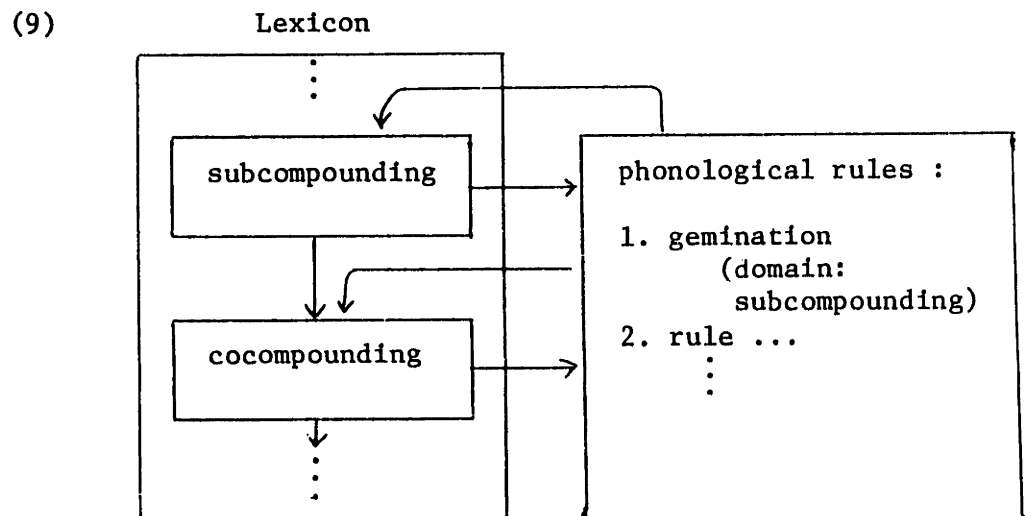 (9) Lexicon
subcompounding
cocompounding
phonological rules :
1. gemination
(domain:
subcompounding)
2. rule ...